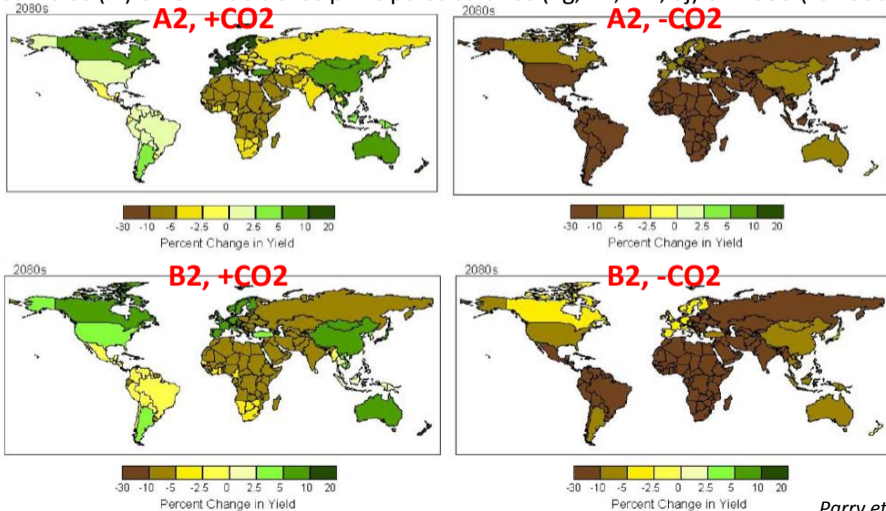 A2, +CO2
2080s
-30 -10 -5 -2.5 0 2.5 5 10 20
Percent Change in Yield
A2, -CO2
2080s
-30 -10 -5 -2.5 0 2.5 5 10 20
Percent Change in Yield
B2, +CO2
2080s
-30 -10 -5 -2.5 0 2.5 5 10 20
Percent Change in Yield
B2, -CO2
2080s
-30 -10 -5 -2.5 0 2.5 5 10 20
Percent Change in Yield
Parry et